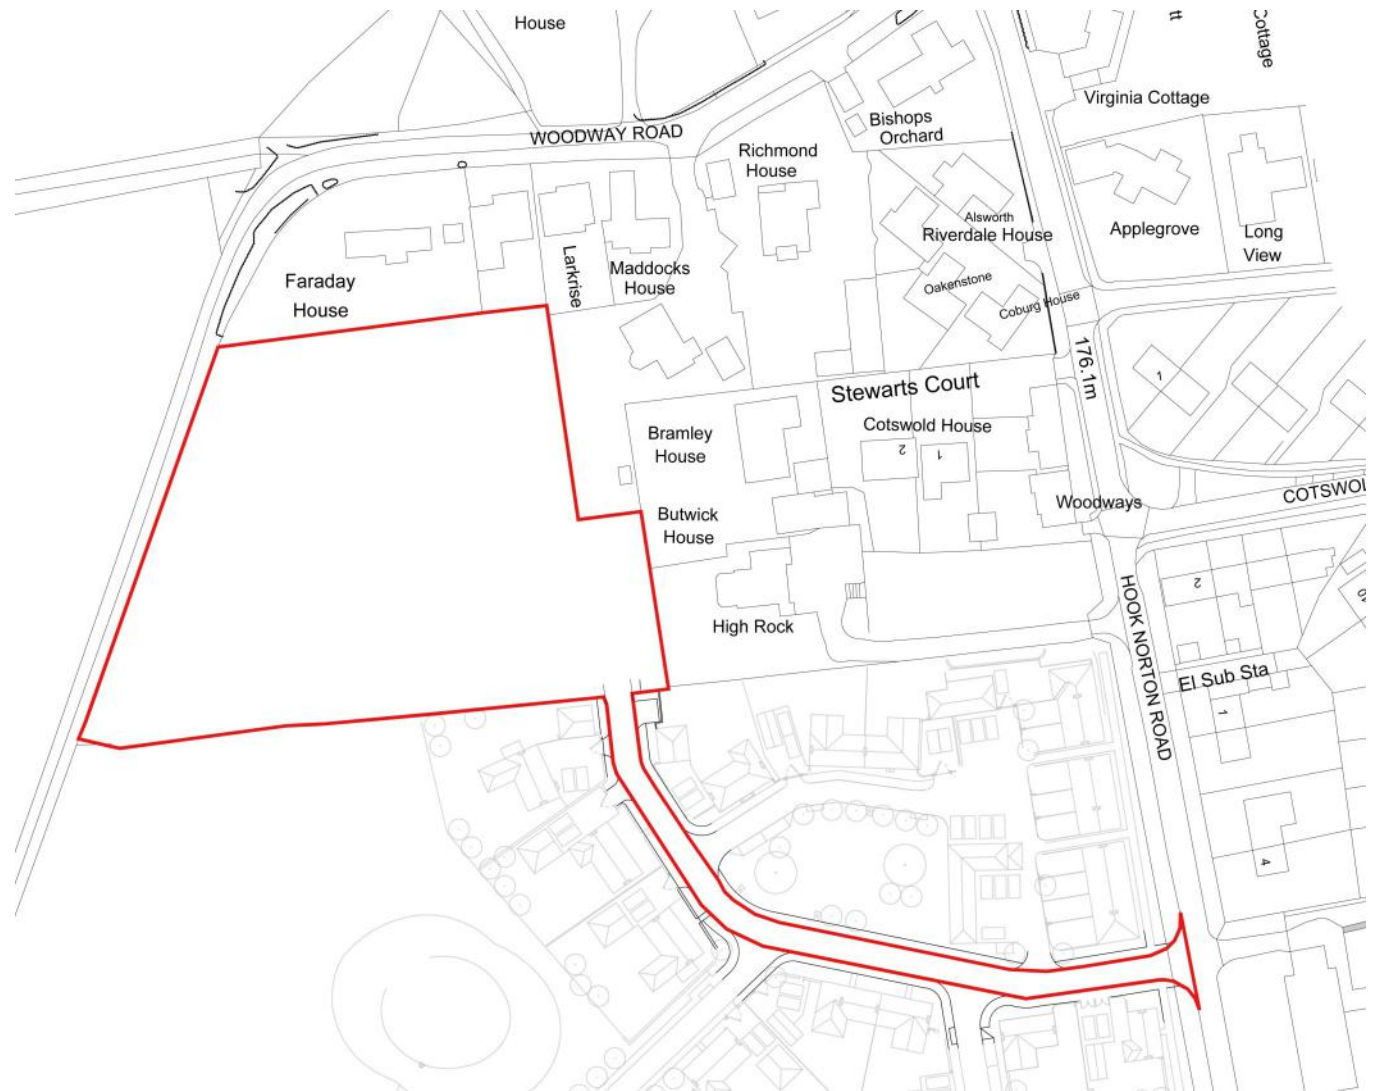 House
Cottage
Virginia Cottage
WOODWAY ROAD
Bishops
Orchard
Richmond
House
Alsworth
Riverdale House
Applegrove
Long
View
Larkrise
Maddocks
House
Faraday
House
Oakenstone
Coburg House
176.1m
1
Stewarts Court
Cotswold House
2
1
Bramley
House
Woodways
Butwick
House
HOOK NORTON ROAD
2
High Rock
El Sub Sta
1
4